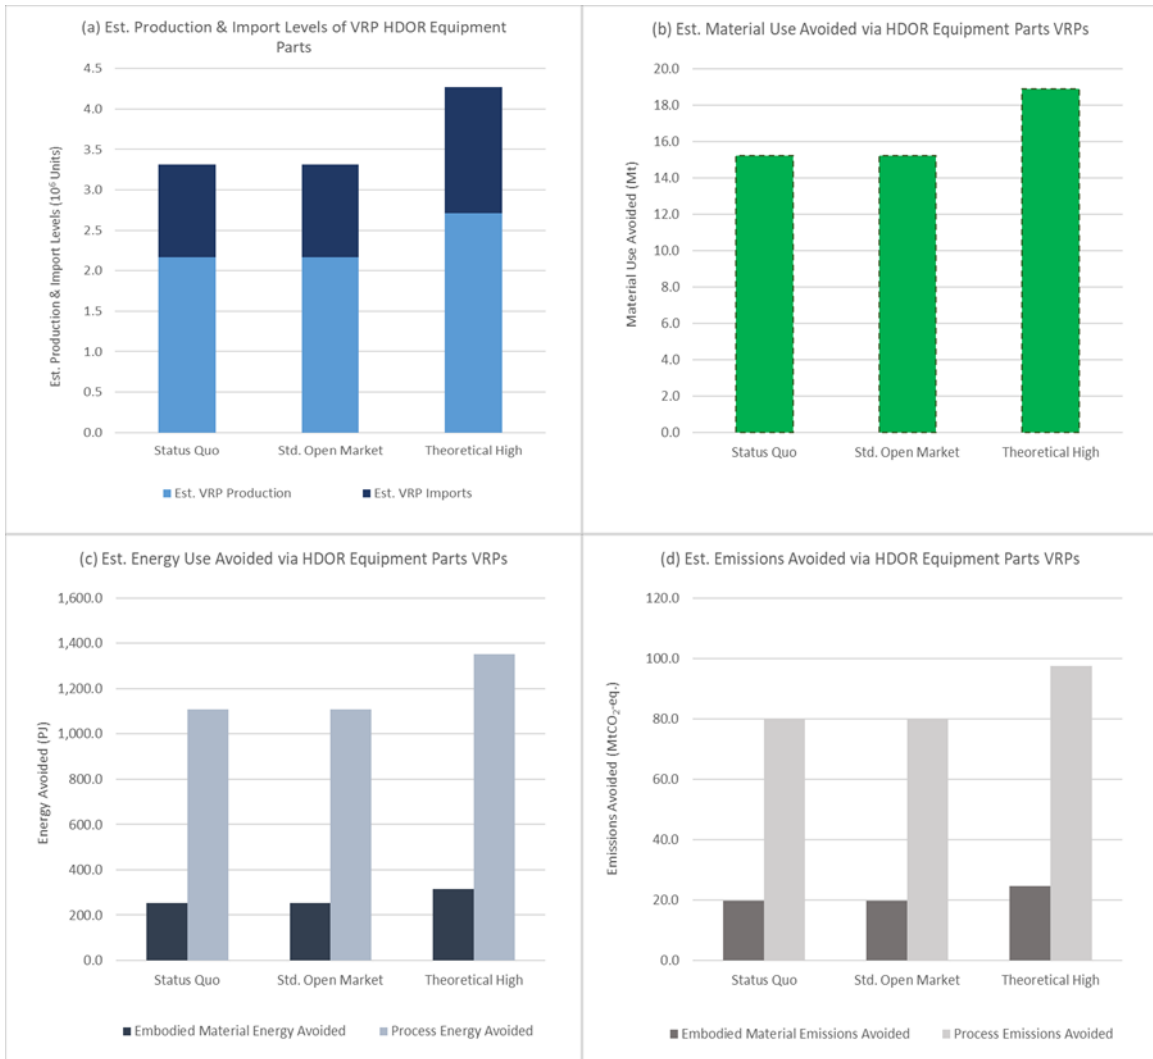 (a) Est. Production & Import Levels of VRP HDOR Equipment
Parts
Est. Production & Import Levels (10⁶ Units)
4.5
4.0
3.5
3.0
2.5
2.0
1.5
1.0
0.5
0.0
Status Quo Std. Open Market Theoretical High
Est. VRP Production Est. VRP Imports
(b) Est. Material Use Avoided via HDOR Equipment Parts VRPs
Material Use Avoided (Mt)
20.0
18.0
16.0
14.0
12.0
10.0
8.0
6.0
4.0
2.0
0.0
Status Quo Std. Open Market Theoretical High
(c) Est. Energy Use Avoided via HDOR Equipment Parts VRPs
Energy Avoided (PJ)
1,600.0
1,400.0
1,200.0
1,000.0
800.0
600.0
400.0
200.0
0.0
Status Quo Std. Open Market Theoretical High
Embodied Material Energy Avoided Process Energy Avoided
(d) Est. Emissions Avoided via HDOR Equipment Parts VRPs
Emissions Avoided (MtCO₂-eq.)
120.0
100.0
80.0
60.0
40.0
20.0
0.0
Status Quo Std. Open Market Theoretical High
Embodied Material Emissions Avoided Process Emissions Avoided